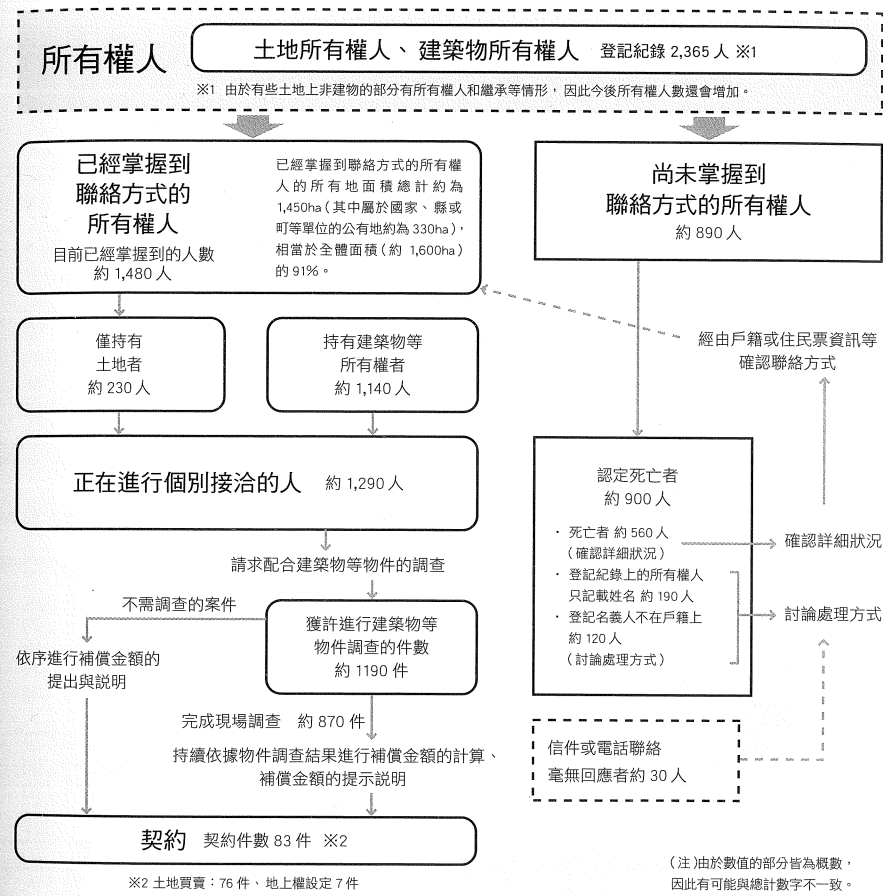 所有權人
土地所有權人、建築物所有權人 登記紀錄 2,365 人 ※1
※1 由於有些土地上非建物的部分有所有權人和繼承等情形，因此今後所有權人數還會增加。
已經掌握到
聯絡方式的
所有權人
目前已經掌握到的人數
約 1,480 人
已經掌握到聯絡方式的所有權
人的所有地面積總計約為
1,450ha（其中屬於國家、縣或
町等單位的公有地約為 330ha），
相當於全體面積（約 1,600ha）
的 91%。
尚未掌握到
聯絡方式的所有權人
約 890 人
僅持有
土地者
約 230 人
持有建築物等
所有權者
約 1,140 人
經由戶籍或住民票資訊等
確認聯絡方式
正在進行個別接洽的人 約 1,290 人
認定死亡者
約 900 人
・ 死亡者 約 560 人
（確認詳細狀況）
・ 登記紀錄上的所有權人
只記載姓名 約 190 人
・ 登記名義人不在戶籍上
約 120 人
（討論處理方式）
確認詳細狀況
討論處理方式
請求配合建築物等物件的調查
不需調查的案件
獲許進行建築物等
物件調查的件數
約 1190 件
依序進行補償金額的
提出與說明
完成現場調查 約 870 件
持續依據物件調查結果進行補償金額的計算、
補償金額的提示說明
信件或電話聯絡
毫無回應者約 30 人
契約 契約件數 83 件 ※2
※2 土地買賣：76 件、地上權設定 7 件
（注）由於數值的部分皆為概數，
因此有可能與總計數字不一致。